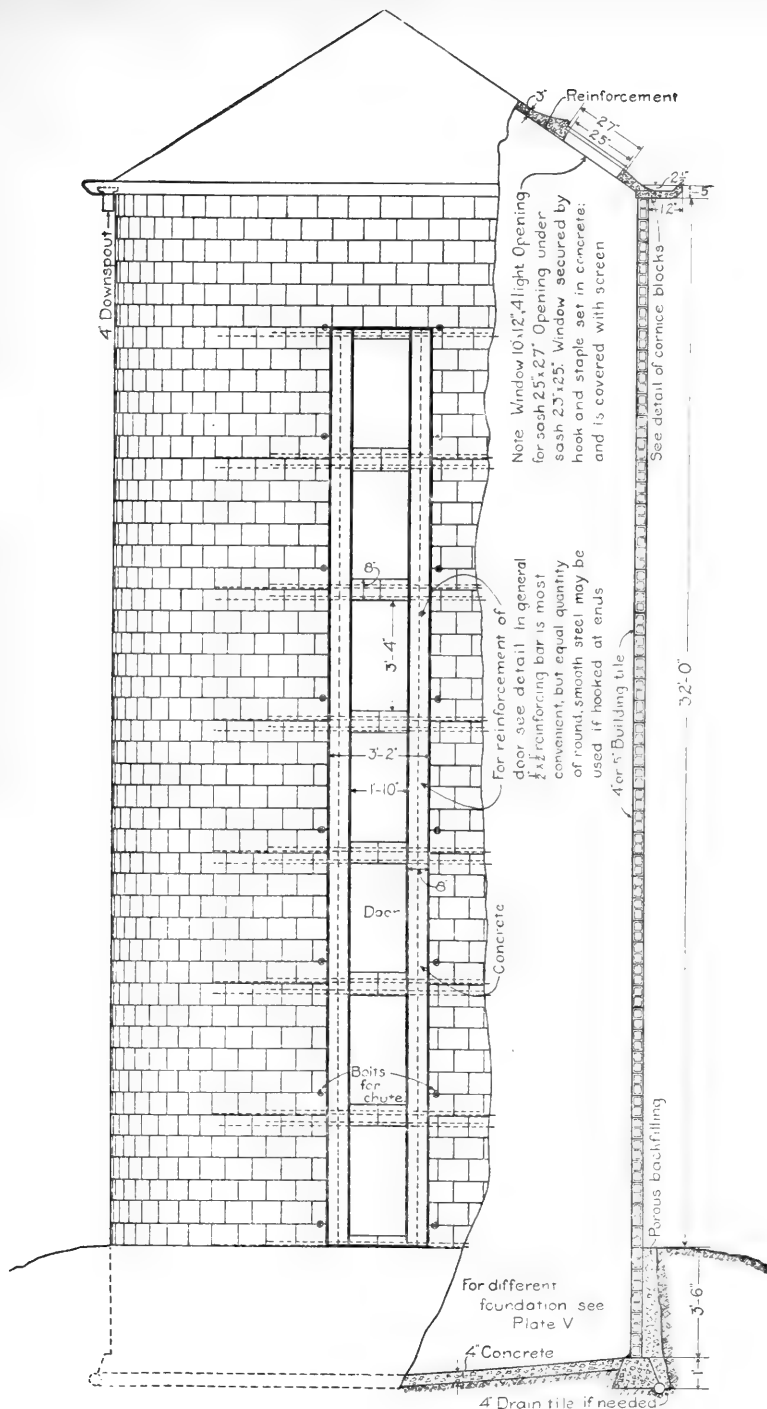 3"
Reinforcement
27"
25"
2½"
5"
12"
4" Downspout
Note Window 10"x12", 4 light Opening
for sash 25"x27" Opening under
sash 23"x25". Window secured by
hook and staple set in concrete;
and is covered with screen
See detail of cornice blocks
8"
3'-4"
3'-2"
1'-10"
For reinforcement of
door see detail In general
½"x½" reinforcing bar is most
convenient, but equal quantity
of round, smooth steel may be
used if hooked at ends
4" or 5" Building tile
32'-0"
8"
Door
Concrete
Bolts
for
chute
Porous backfilling
For different
foundation see
Plate V
3'-6"
4" Concrete
1'
4" Drain tile if needed